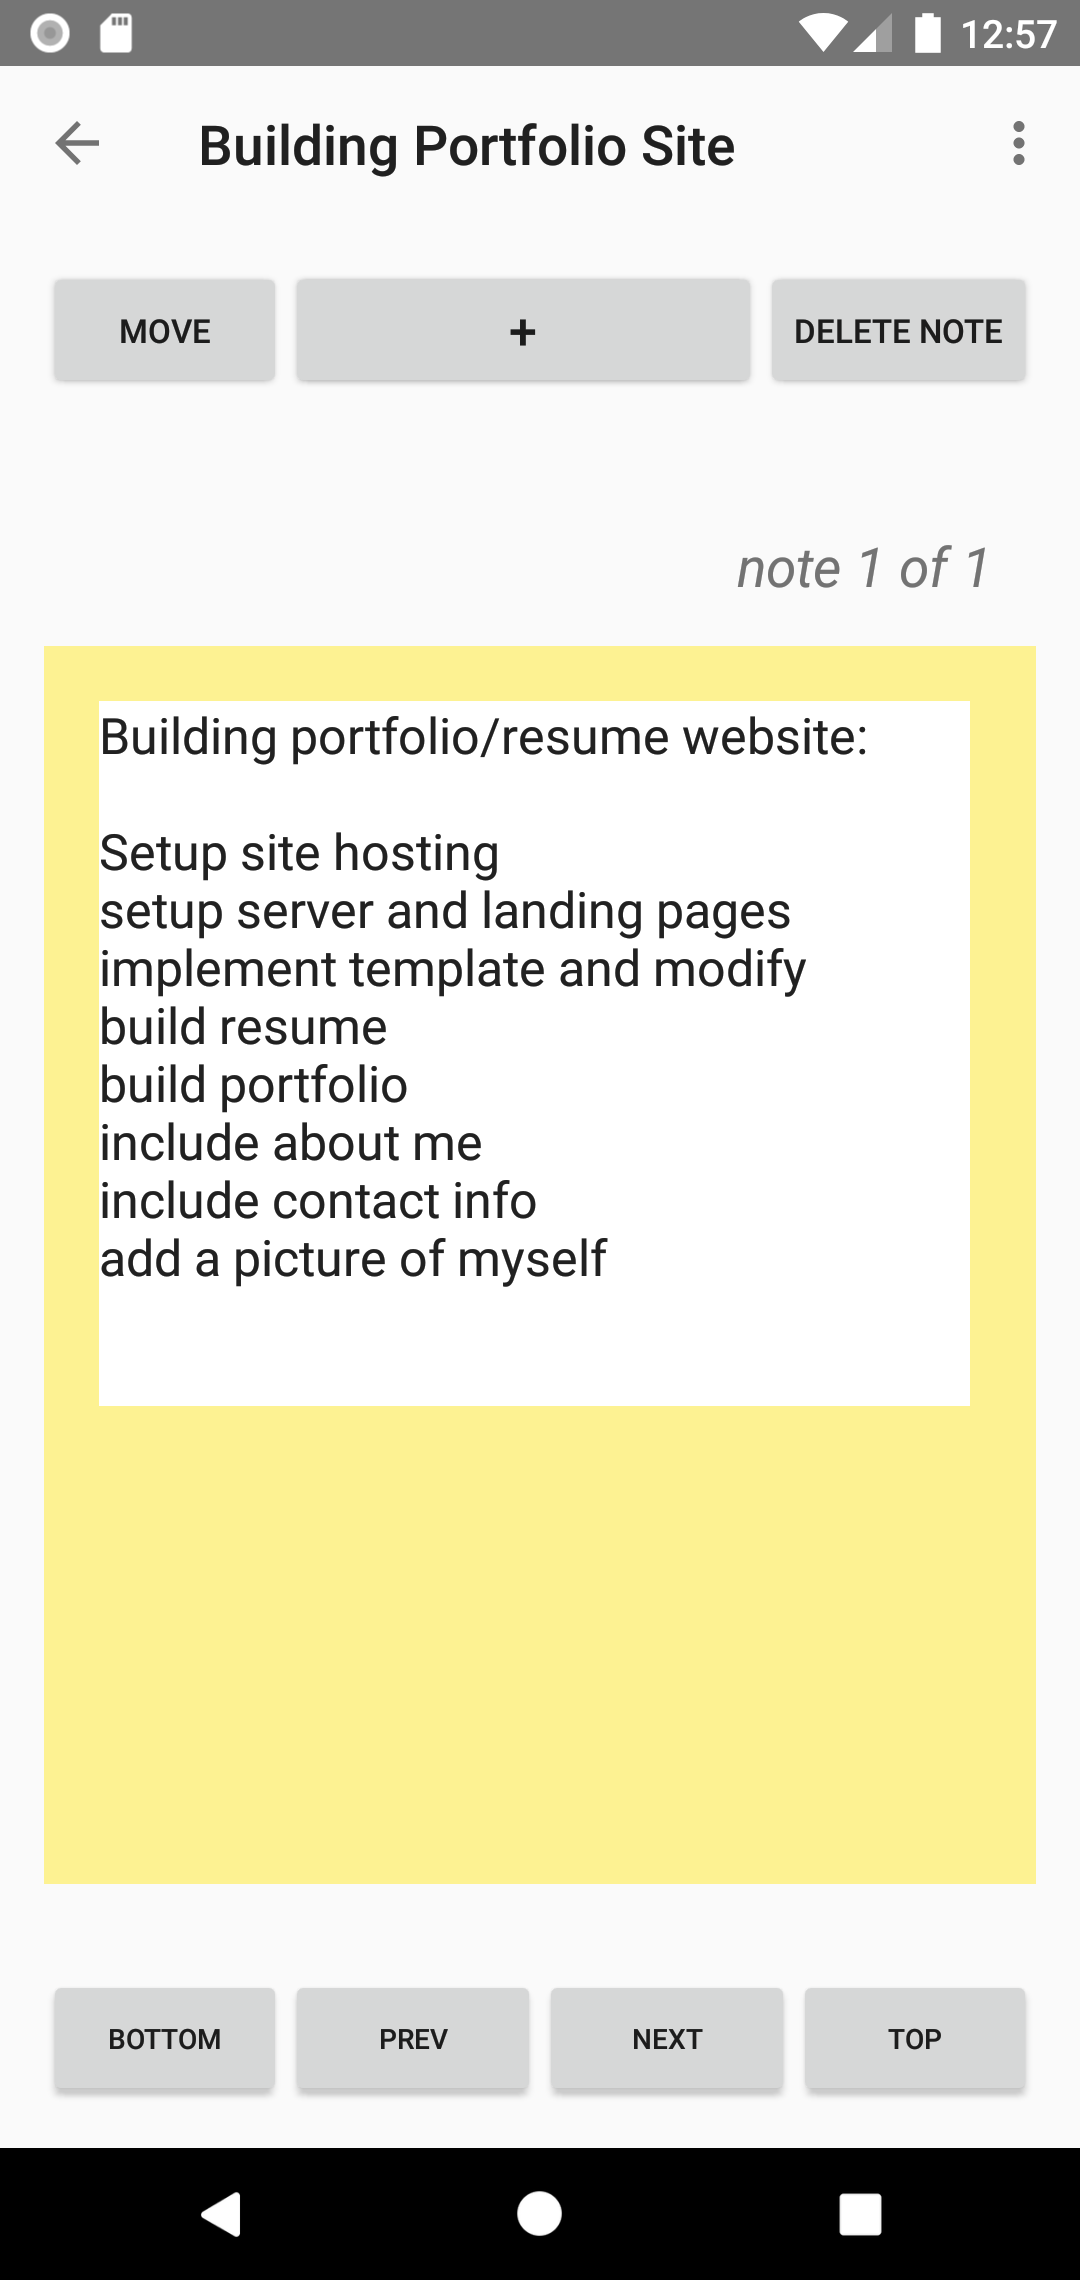 12:57
Building Portfolio Site
MOVE
+
DELETE NOTE
note 1 of 1
Building portfolio/resume website:
Setup site hosting
setup server and landing pages
implement template and modify
build resume
build portfolio
include about me
include contact info
add a picture of myself
BOTTOM
PREV
NEXT
TOP